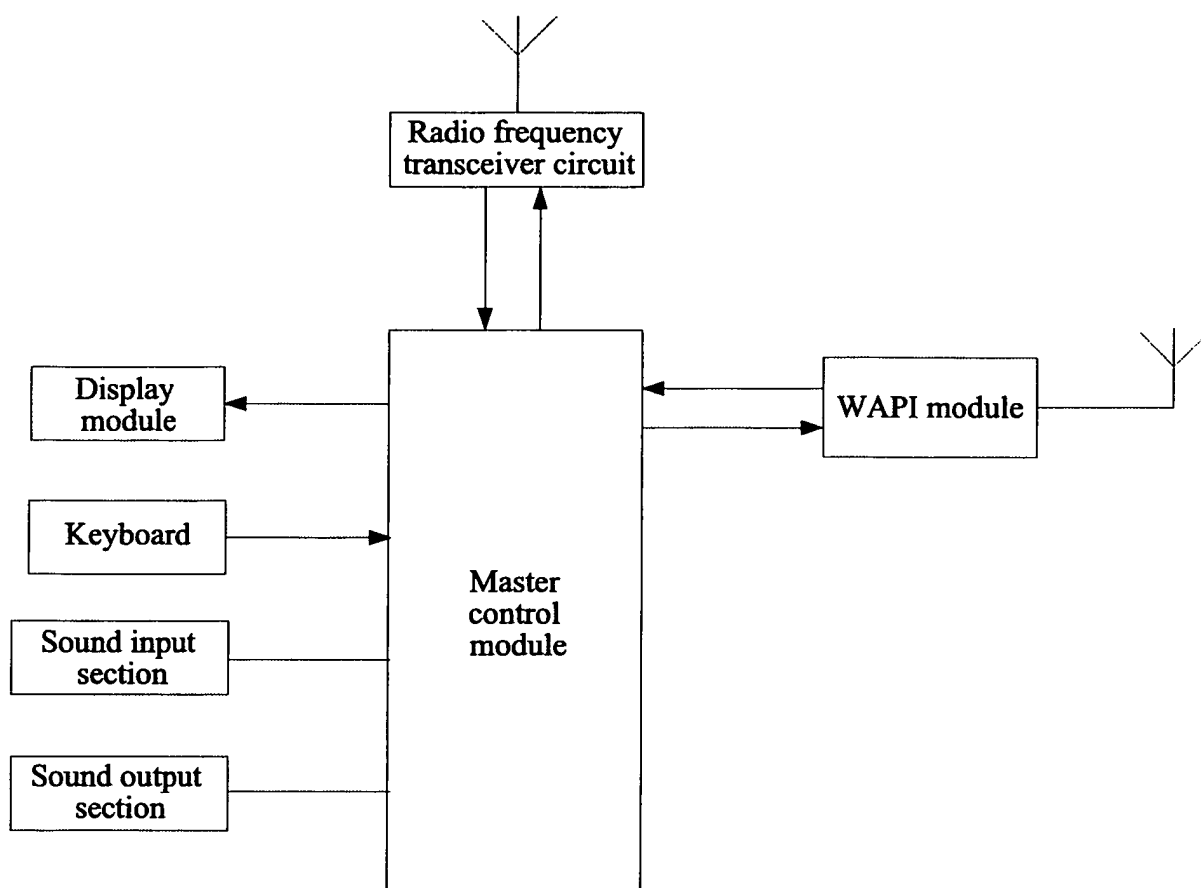 Radio frequency
transceiver circuit
Display
module
WAPI module
Keyboard
Master
control
module
Sound input
section
Sound output
section